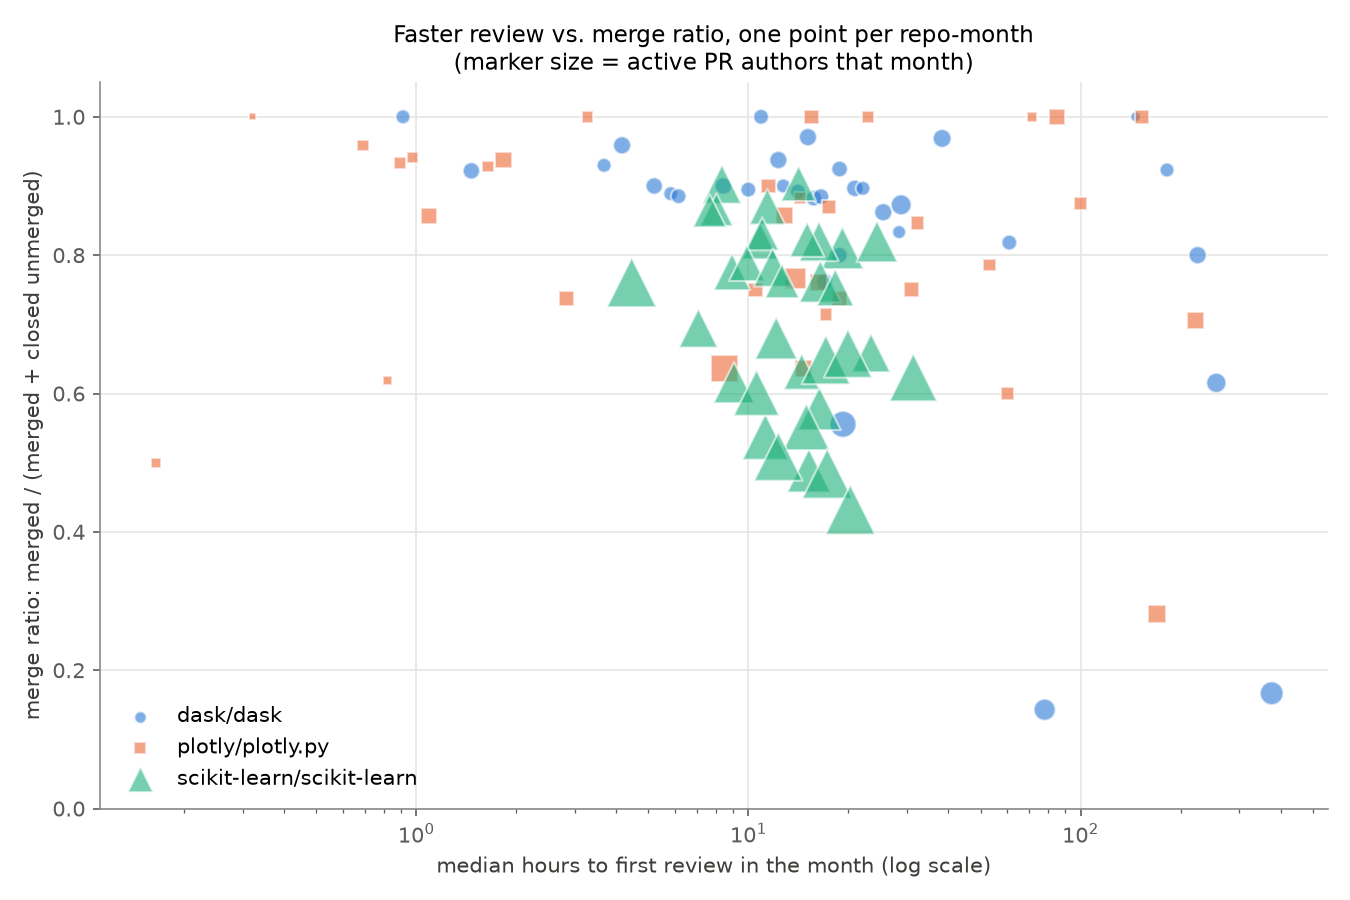 Faster review vs. merge ratio, one point per repo-month
(marker size = active PR authors that month)
merge ratio: merged / (merged + closed unmerged)
1.0
0.8
0.6
0.4
0.2
0.0
dask/dask
plotly/plotly.py
scikit-learn/scikit-learn
10⁰
10¹
10²
median hours to first review in the month (log scale)